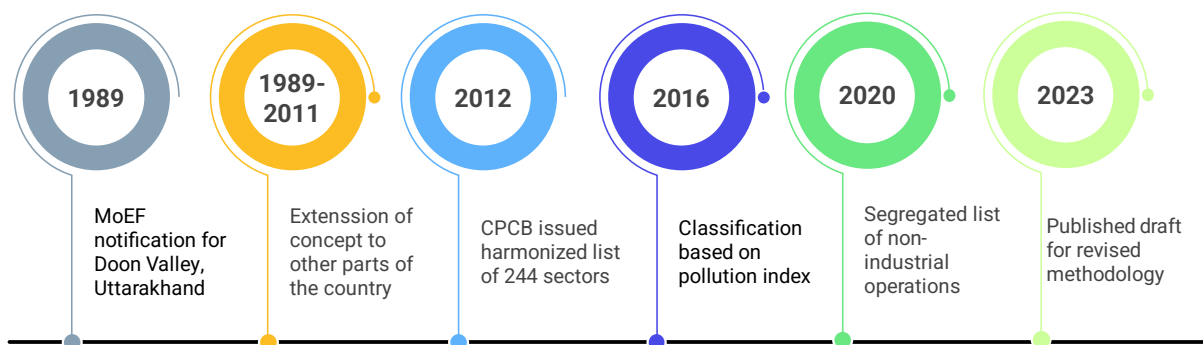 1989
MoEF
notification for
Doon Valley,
Uttarakhand
1989-
2011
Extenssion of
concept to
other parts of
the country
2012
CPCB issued
harmonized list
of 244 sectors
2016
Classification
based on
pollution index
2020
Segregated list
of non-
industrial
operations
2023
Published draft
for revised
methodology